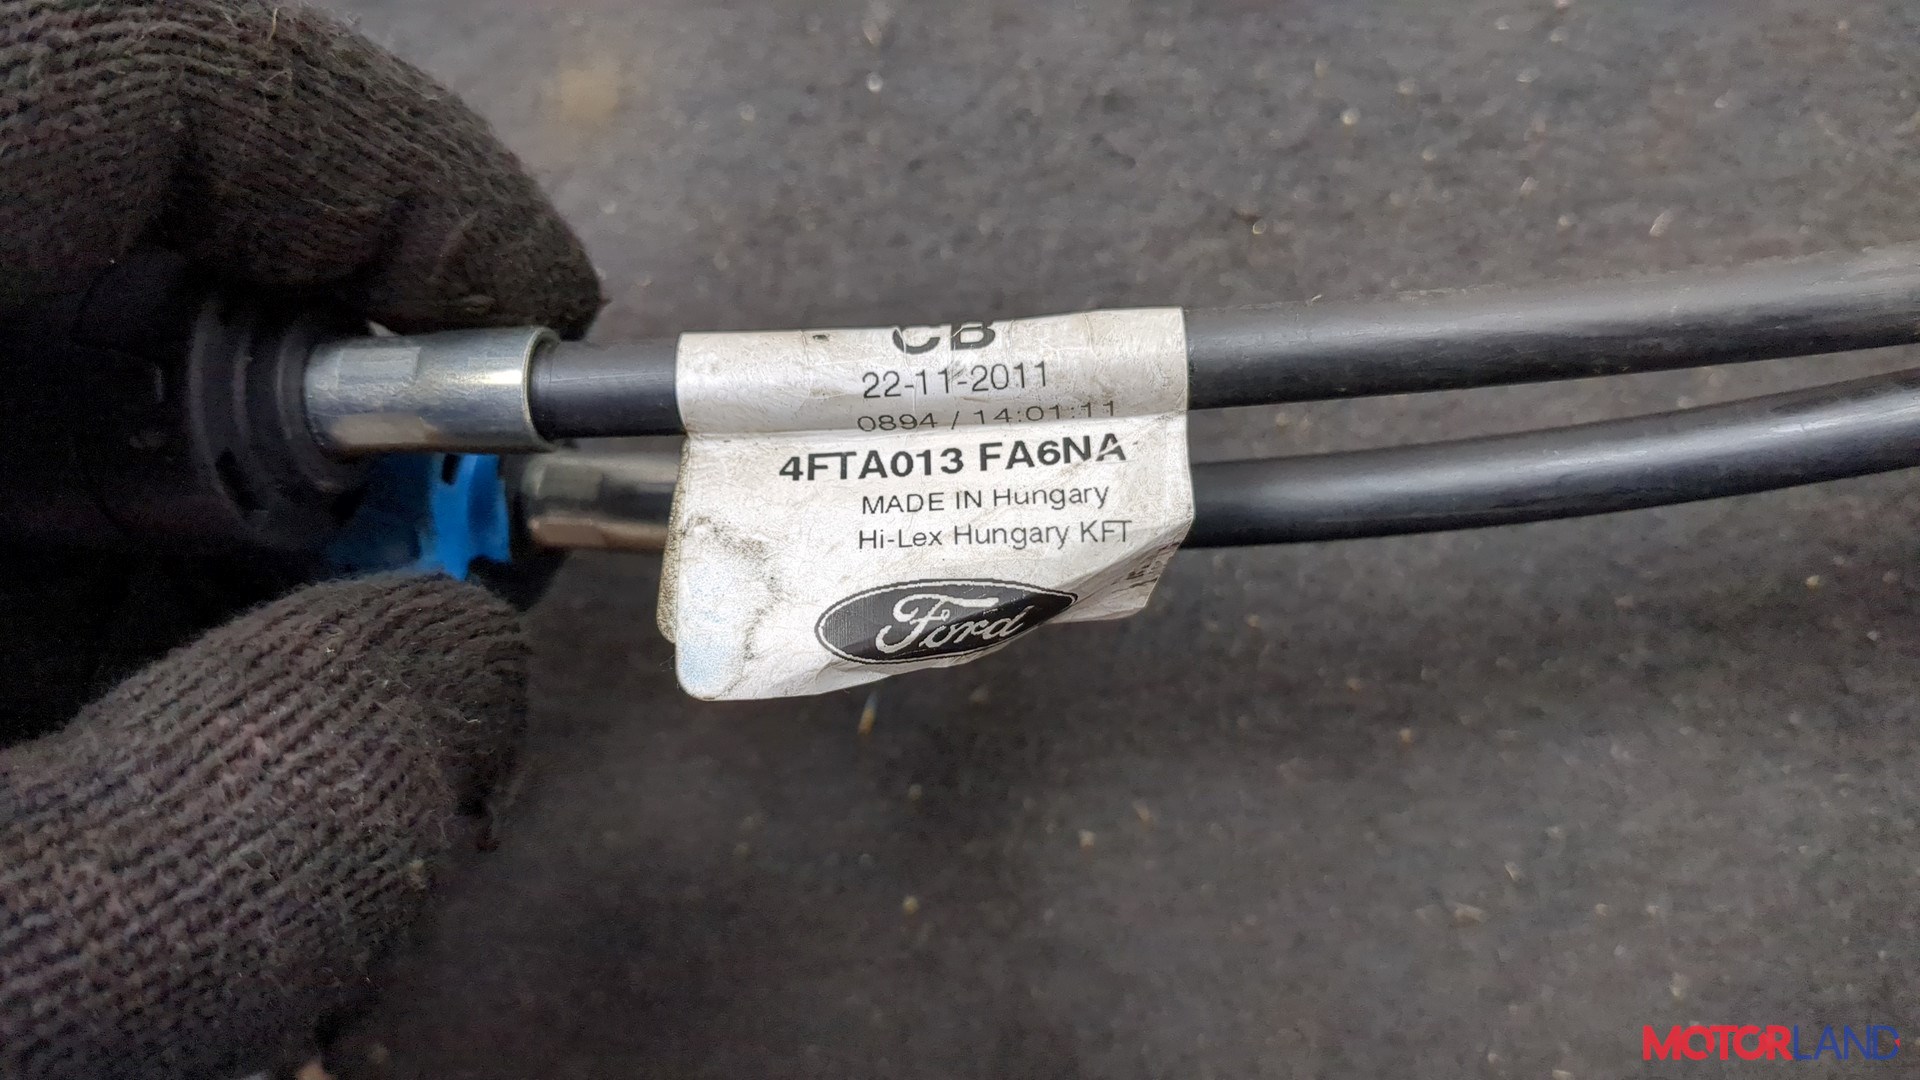 CB
22-11-2011
0894 / 14:01:11
4FTA013 FA6NA
MADE IN Hungary
Hi-Lex Hungary KFT
Ford
MOTORLAND